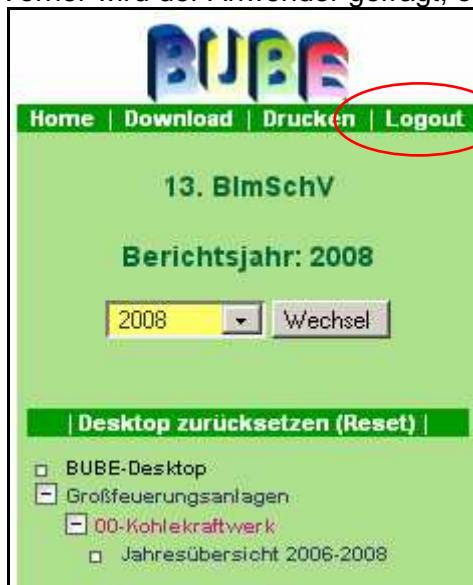 BUBE
Home | Download | Drucken | Logout
13. BImSchV
Berichtsjahr: 2008
2008 Wechsel
| Desktop zurücksetzen (Reset) |
BUBE-Desktop
Großfeuerungsanlagen
00-Kohlekraftwerk
Jahresübersicht 2006-2008